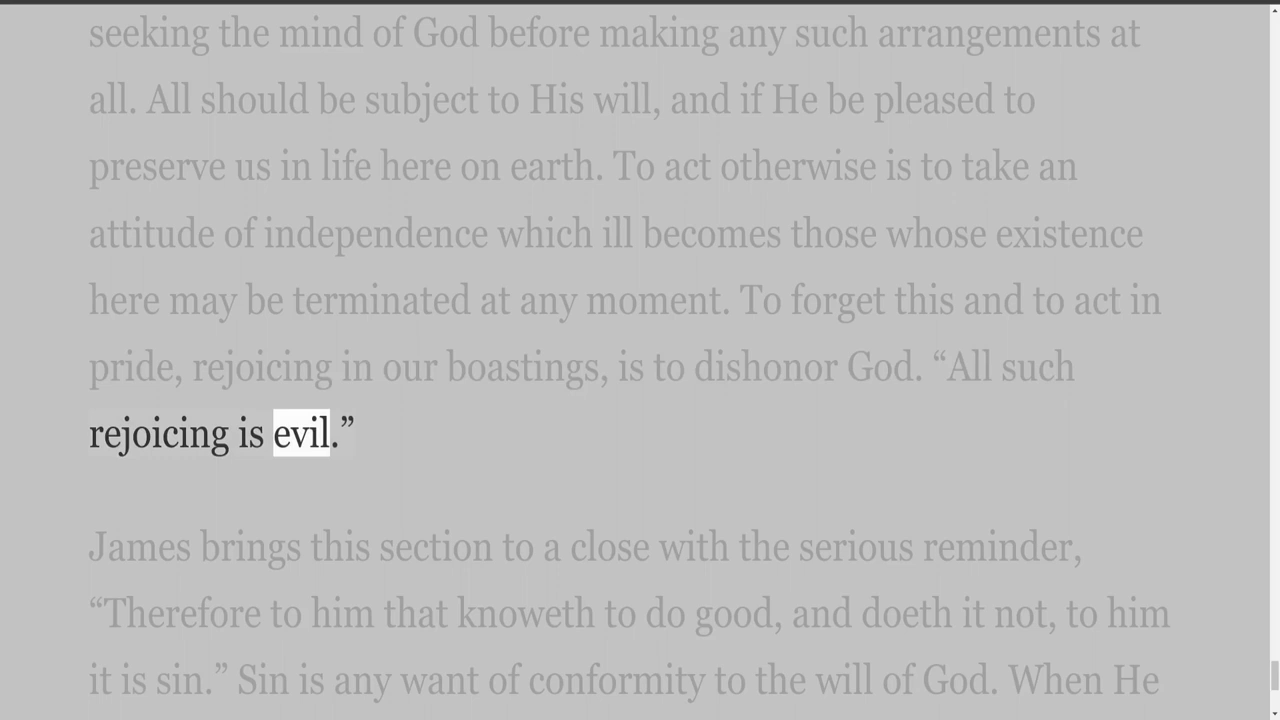 seeking the mind of God before making any such arrangements at
all. All should be subject to His will, and if He be pleased to
preserve us in life here on earth. To act otherwise is to take an
attitude of independence which ill becomes those whose existence
here may be terminated at any moment. To forget this and to act in
pride, rejoicing in our boastings, is to dishonor God. “All such
rejoicing is evil.”
James brings this section to a close with the serious reminder,
“Therefore to him that knoweth to do good, and doeth it not, to him
it is sin.” Sin is any want of conformity to the will of God. When He